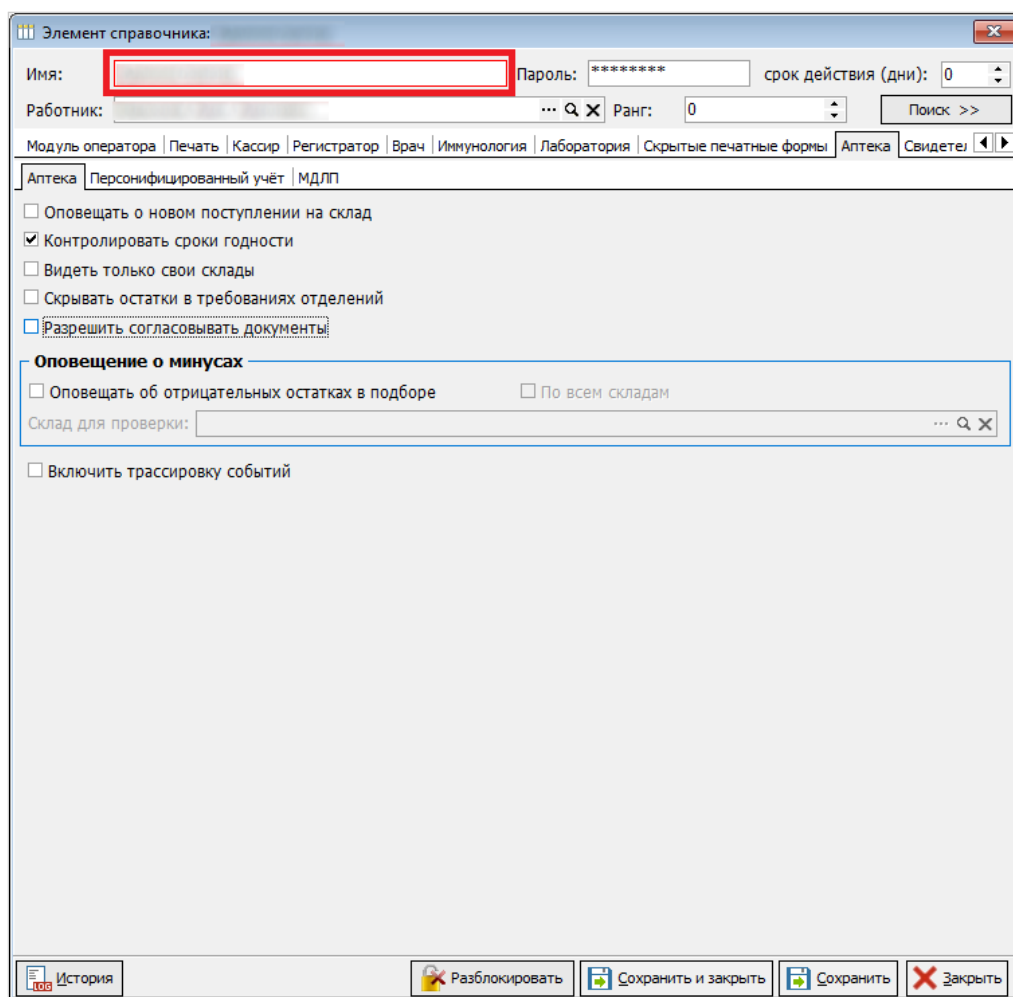 Элемент справочника:
Имя: Пароль: ******** срок действия (дни): 0
Работник: ... Ранг: 0 Поиск >>
Модуль оператора Печать Кассир Регистратор Врач Иммунология Лаборатория Скрытые печатные формы Аптека Свидетел
Аптека Персонифицированный учёт МДЛП
Оповещать о новом поступлении на склад
Контролировать сроки годности
Видеть только свои склады
Скрывать остатки в требованиях отделений
Разрешить согласовывать документы
Оповещение о минусах
Оповещать об отрицательных остатках в подборе По всем складам
Склад для проверки: ...
Включить трассировку событий
LOG История Разблокировать Сохранить и закрыть Сохранить Закрыть